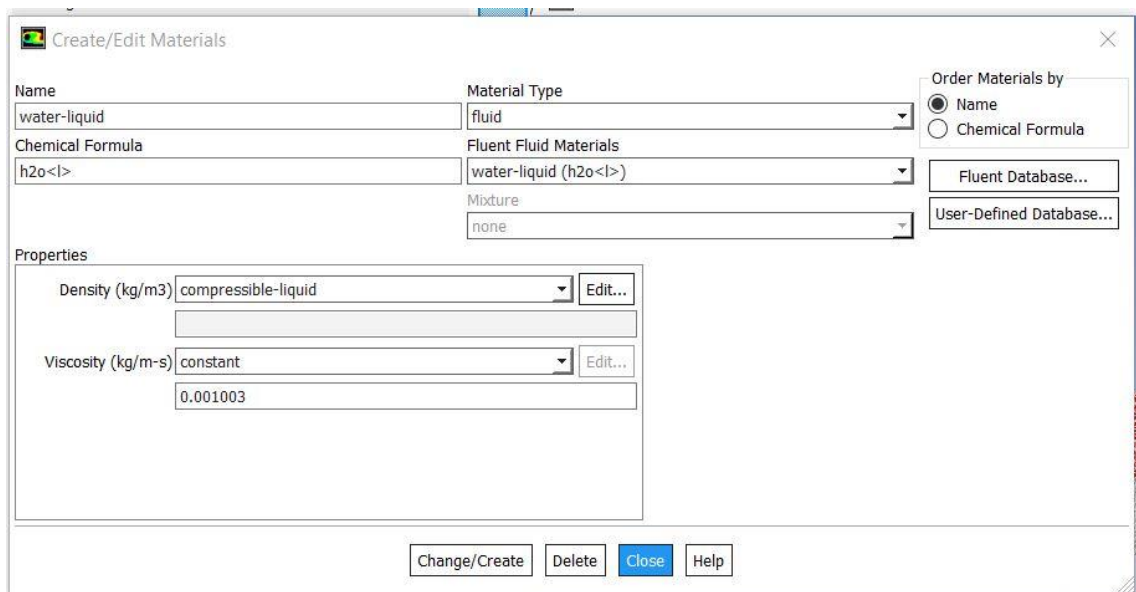 Create/Edit Materials
Name
water-liquid
Chemical Formula
h2o<l>
Material Type
fluid
Fluent Fluid Materials
water-liquid (h2o<l>)
Mixture
none
Order Materials by
Name
Chemical Formula
Fluent Database...
User-Defined Database...
Properties
Density (kg/m3) compressible-liquid Edit...
Viscosity (kg/m-s) constant Edit...
0.001003
Change/Create Delete Close Help